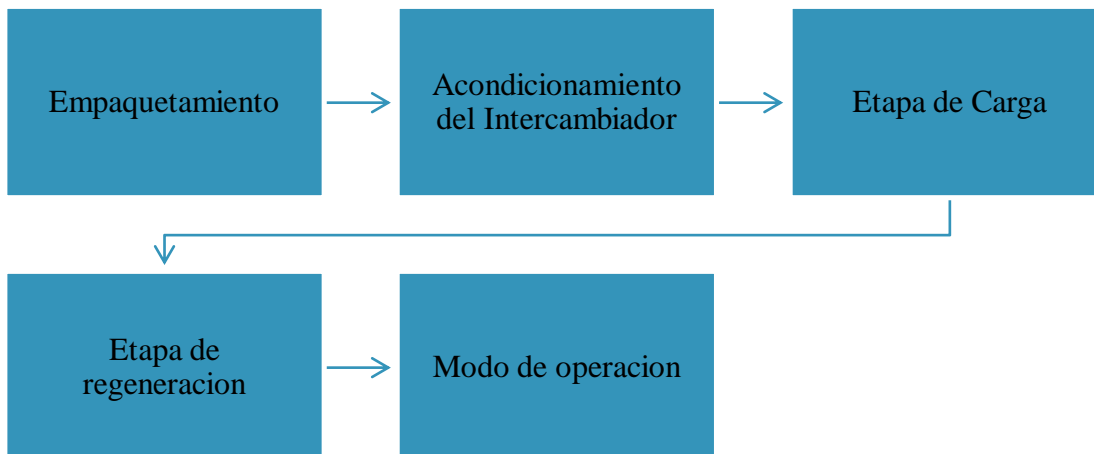 Empaquetamiento
Acondicionamiento
del Intercambiador
Etapa de Carga
Etapa de
regeneracion
Modo de operacion